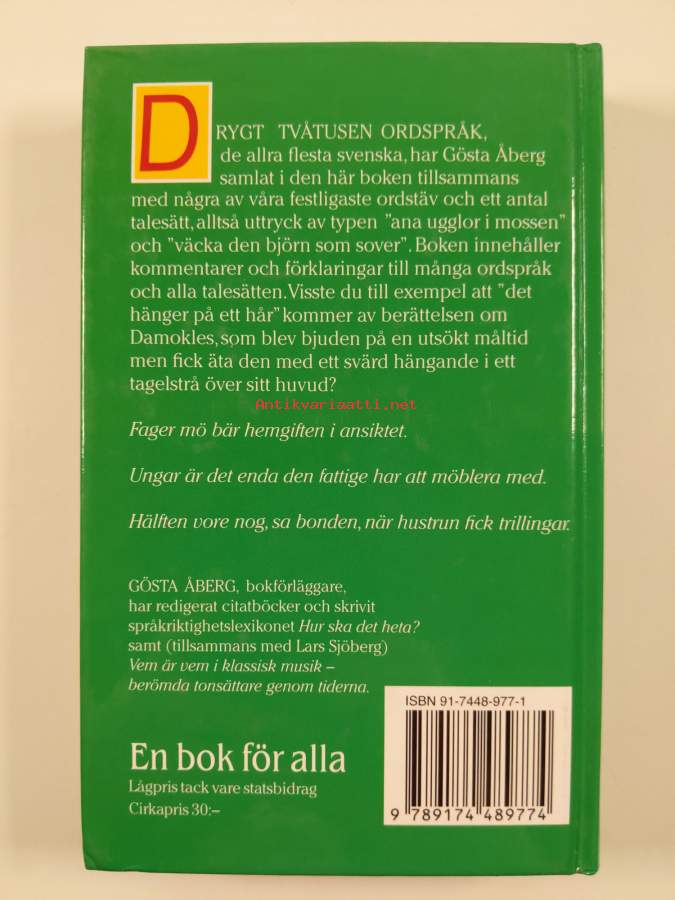 DRYGT TVÅTUSEN ORDSPRÅK,
de allra flesta svenska, har Gösta Åberg
samlat i den här boken tillsammans
med några av våra festligaste ordstäv och ett antal
talesätt, alltså uttryck av typen "ana ugglor i mossen"
och "väcka den björn som sover". Boken innehåller
kommentarer och förklaringar till många ordspråk
och alla talesätten. Visste du till exempel att "det
hänger på ett hår" kommer av berättelsen om
Damokles, som blev bjuden på en utsökt måltid
men fick äta den med ett svärd hängande i ett
tagelstrå över sitt huvud?
Antikvariaatti.net
Fager mö bär hemgiften i ansiktet.
Ungar är det enda den fattige har att möblera med.
Hälften vore nog, sa bonden, när hustrun fick trillingar.
GÖSTA ÅBERG, bokförläggare,
har redigerat citatböcker och skrivit
språkriktighetslexikonet Hur ska det heta?
samt (tillsammans med Lars Sjöberg)
Vem är vem i klassisk musik –
berömda tonsättare genom tiderna.
ISBN 91-7448-977-1
En bok för alla
Lågpris tack vare statsbidrag
Cirkapris 30:–
9 789174 489774